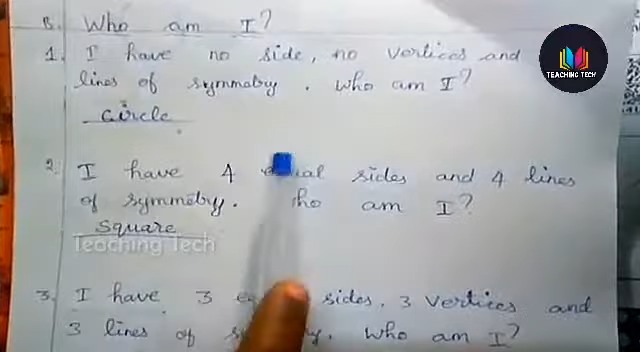 B. Who am I?
1. I have no side, no vertices and
lines of symmetry. Who am I?
circle
2. I have 4 sides and 4 lines
of symmetry. am I?
square
3. I have 3 sides, 3 vertices and
3 lines of Who am I?
TEACHING TECH
Teaching Tech